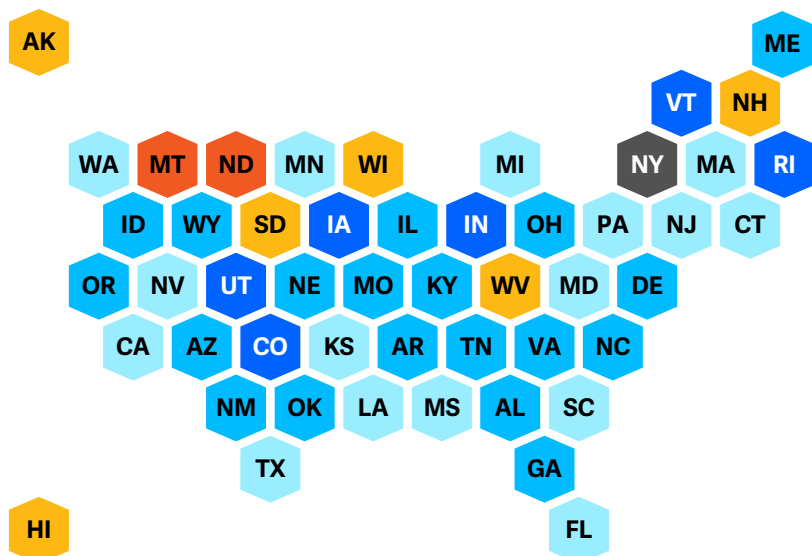 AK
ME
VT NH
WA MT ND MN WI MI NY MA RI
ID WY SD IA IL IN OH PA NJ CT
OR NV UT NE MO KY WV MD DE
CA AZ CO KS AR TN VA NC
NM OK LA MS AL SC
TX GA
HI FL